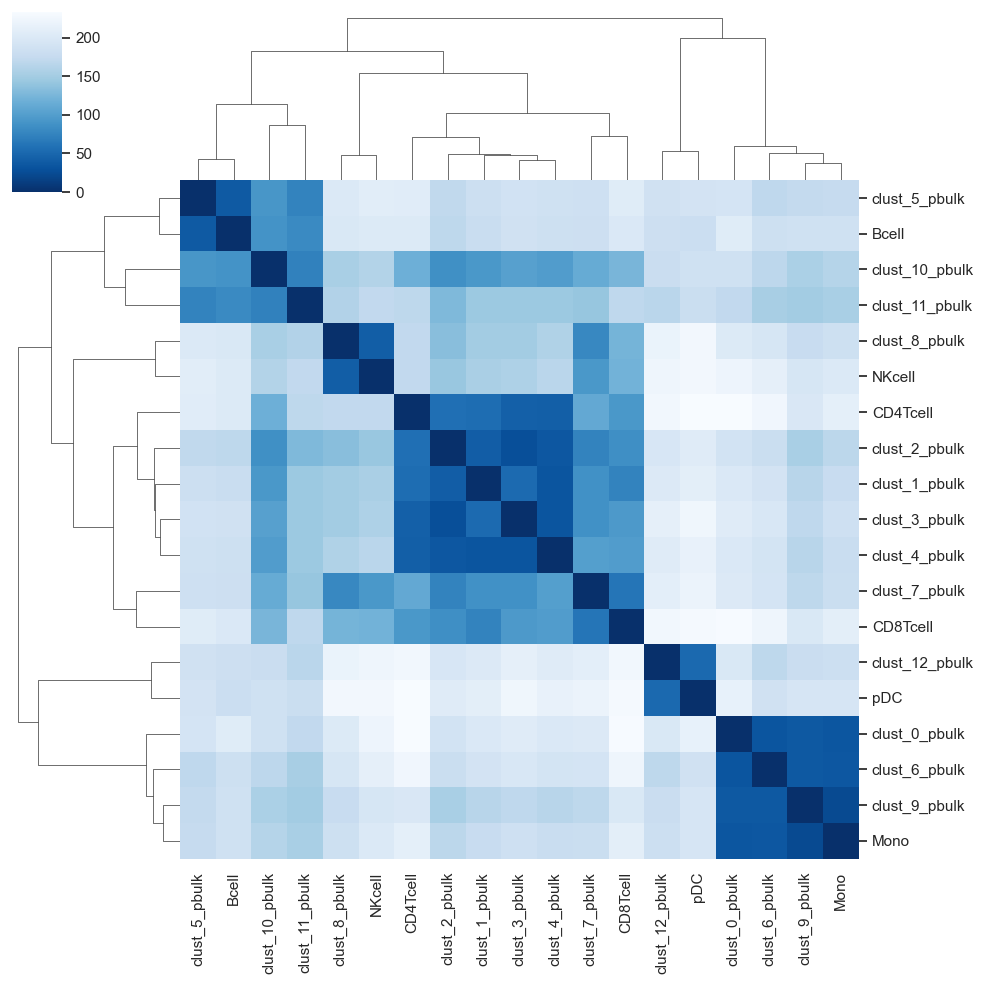 200
150
100
50
0
clust_5_pbulk
Bcell
clust_10_pbulk
clust_11_pbulk
clust_8_pbulk
NKcell
CD4Tcell
clust_2_pbulk
clust_1_pbulk
clust_3_pbulk
clust_4_pbulk
clust_7_pbulk
CD8Tcell
clust_12_pbulk
pDC
clust_0_pbulk
clust_6_pbulk
clust_9_pbulk
Mono
clust_5_pbulk
Bcell
clust_10_pbulk
clust_11_pbulk
clust_8_pbulk
NKcell
CD4Tcell
clust_2_pbulk
clust_1_pbulk
clust_3_pbulk
clust_4_pbulk
clust_7_pbulk
CD8Tcell
clust_12_pbulk
pDC
clust_0_pbulk
clust_6_pbulk
clust_9_pbulk
Mono